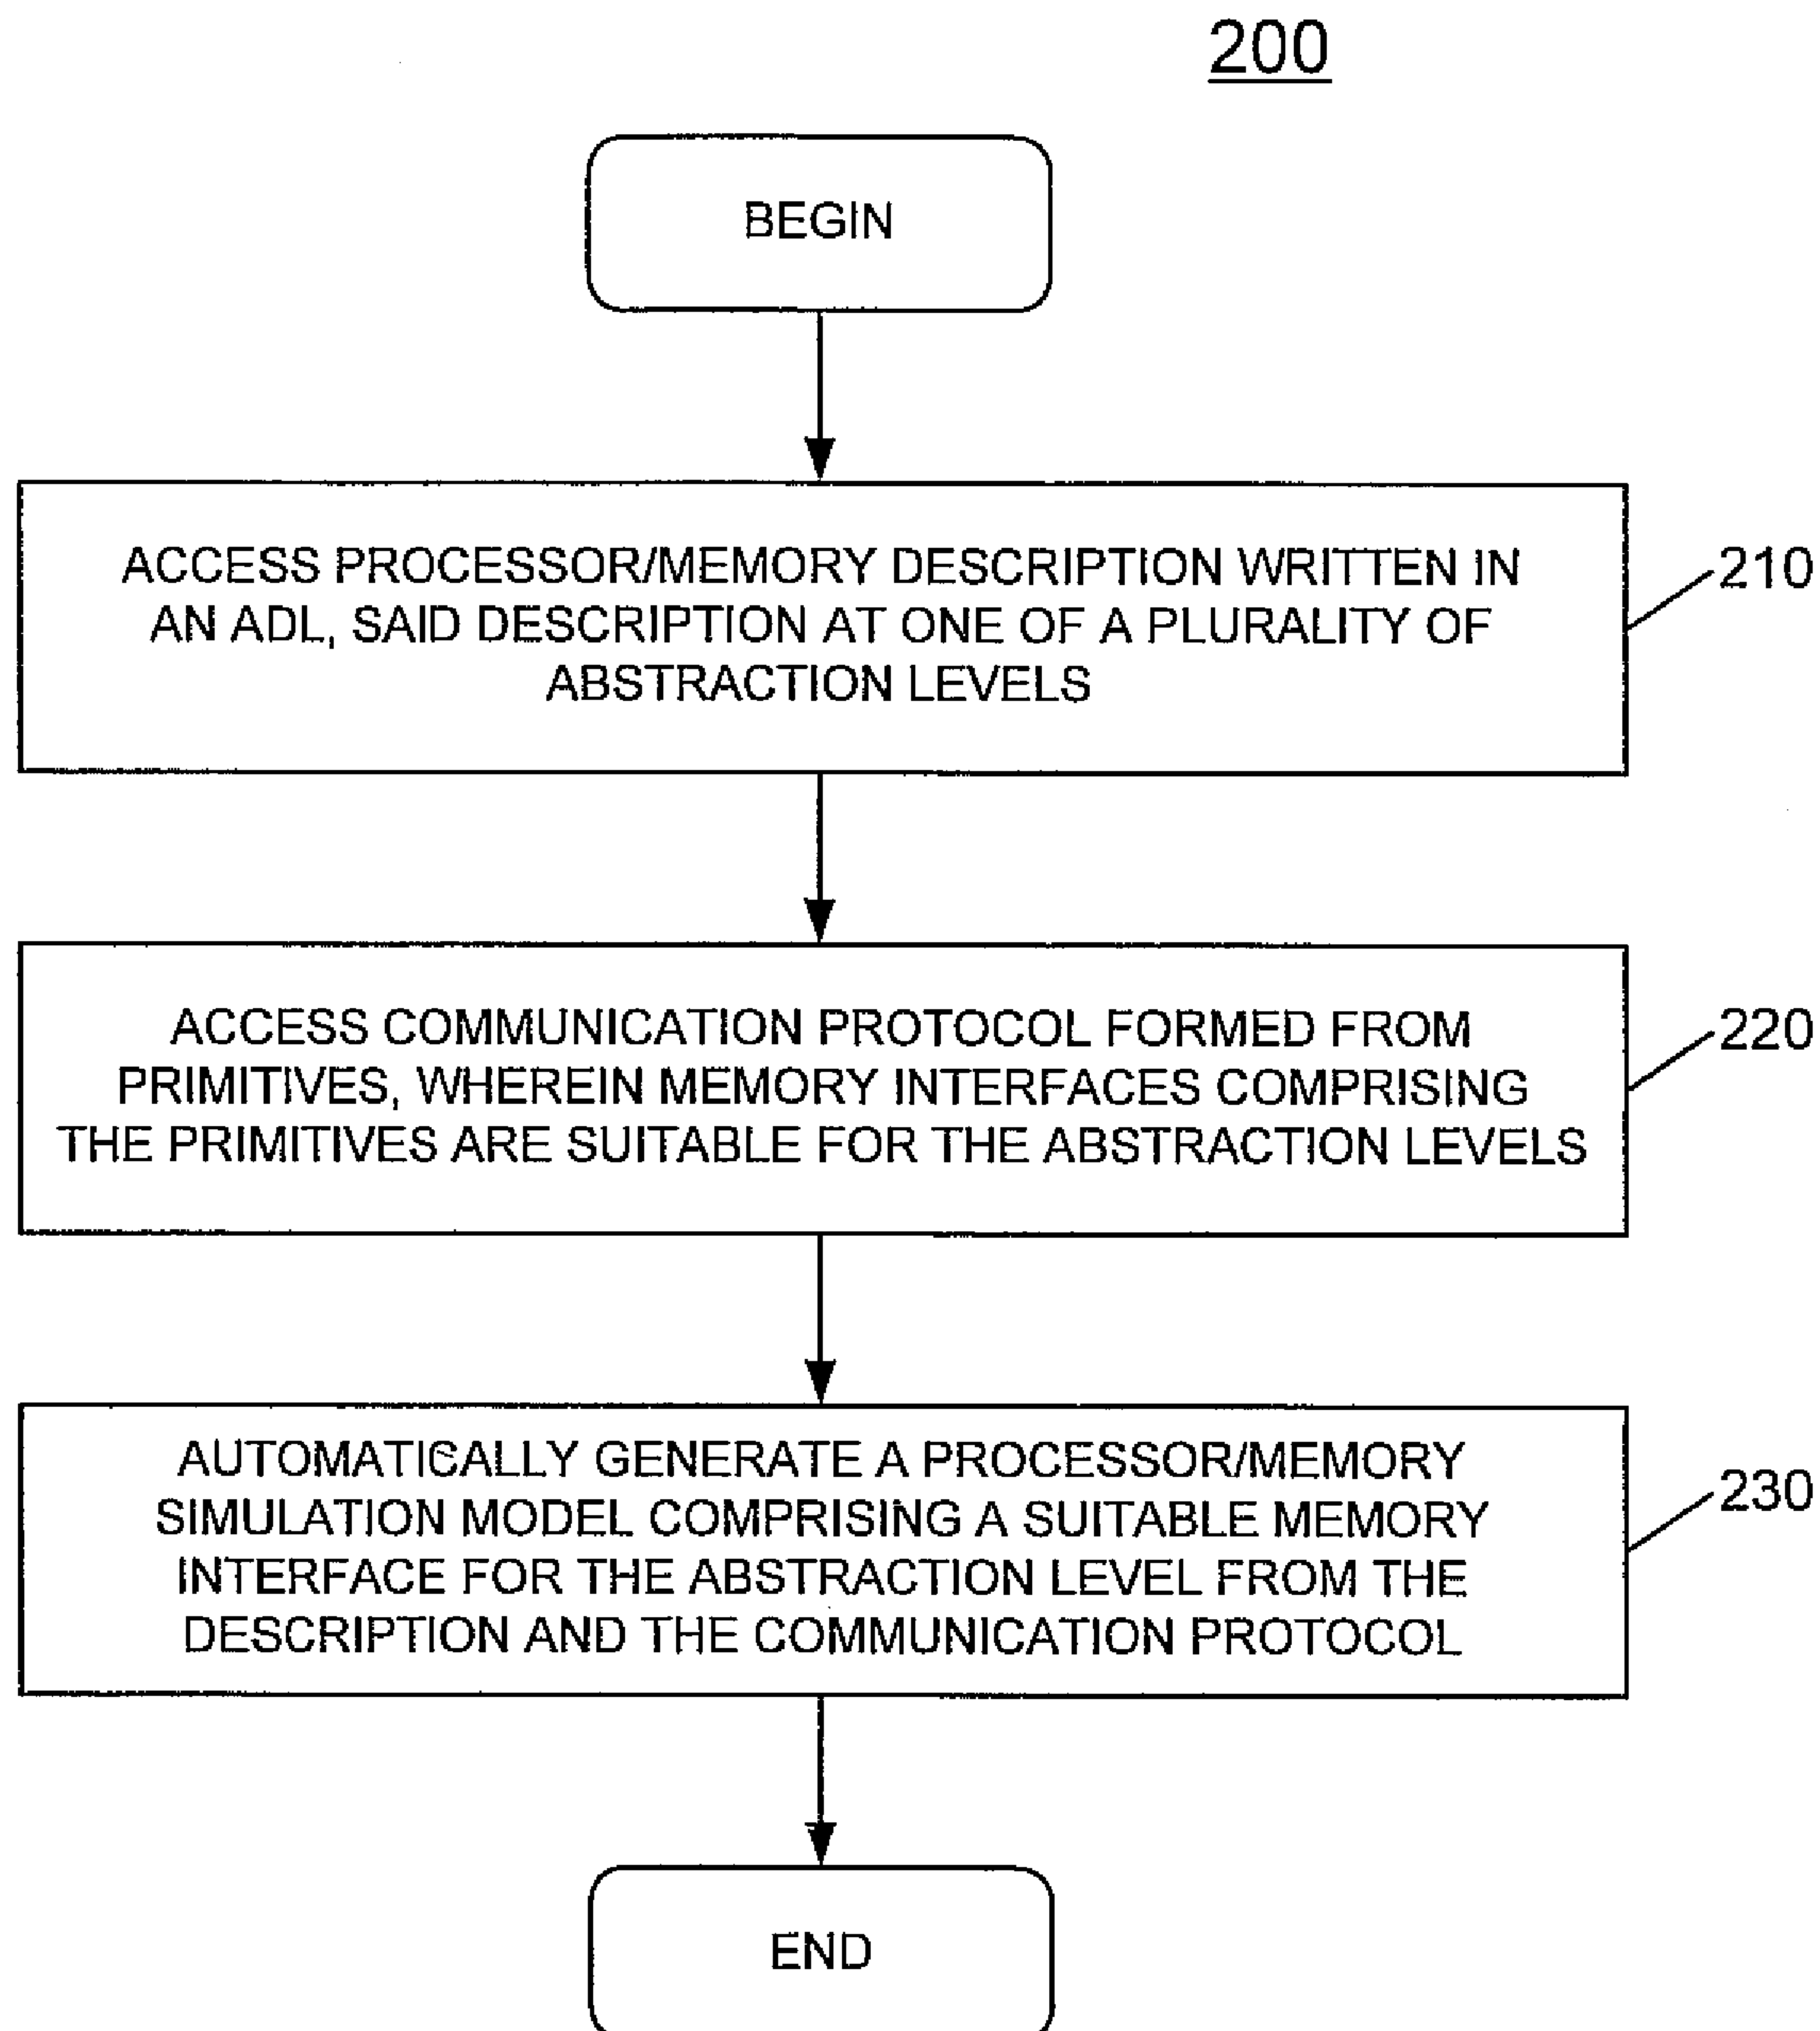 200
BEGIN
ACCESS PROCESSOR/MEMORY DESCRIPTION WRITTEN IN
AN ADL, SAID DESCRIPTION AT ONE OF A PLURALITY OF
ABSTRACTION LEVELS
210
ACCESS COMMUNICATION PROTOCOL FORMED FROM
PRIMITIVES, WHEREIN MEMORY INTERFACES COMPRISING
THE PRIMITIVES ARE SUITABLE FOR THE ABSTRACTION LEVELS
220
AUTOMATICALLY GENERATE A PROCESSOR/MEMORY
SIMULATION MODEL COMPRISING A SUITABLE MEMORY
INTERFACE FOR THE ABSTRACTION LEVEL FROM THE
DESCRIPTION AND THE COMMUNICATION PROTOCOL
230
END